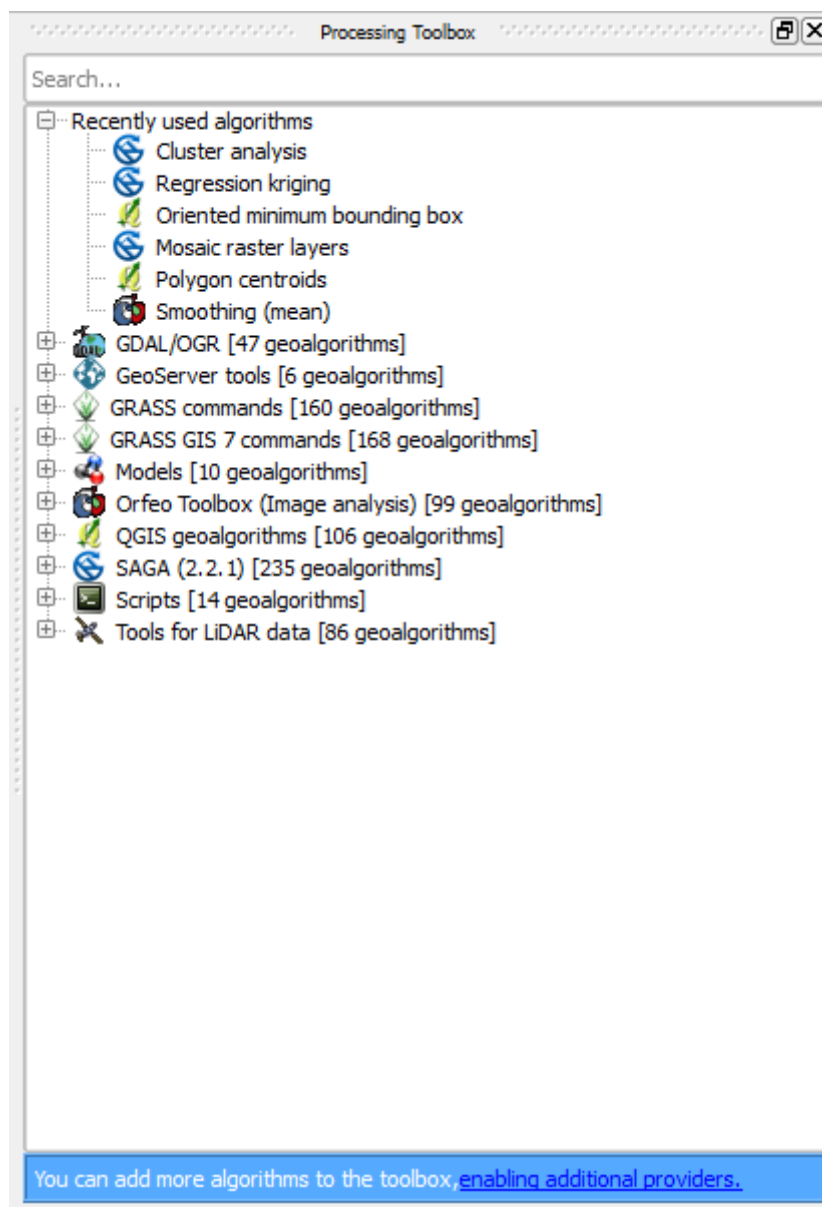 Processing Toolbox
Search...
Recently used algorithms
Cluster analysis
Regression kriging
Oriented minimum bounding box
Mosaic raster layers
Polygon centroids
Smoothing (mean)
GDAL/OGR [47 geoalgorithms]
GeoServer tools [6 geoalgorithms]
GRASS commands [160 geoalgorithms]
GRASS GIS 7 commands [168 geoalgorithms]
Models [10 geoalgorithms]
Orfeo Toolbox (Image analysis) [99 geoalgorithms]
QGIS geoalgorithms [106 geoalgorithms]
SAGA (2.2.1) [235 geoalgorithms]
Scripts [14 geoalgorithms]
Tools for LiDAR data [86 geoalgorithms]
You can add more algorithms to the toolbox,enabling additional providers.